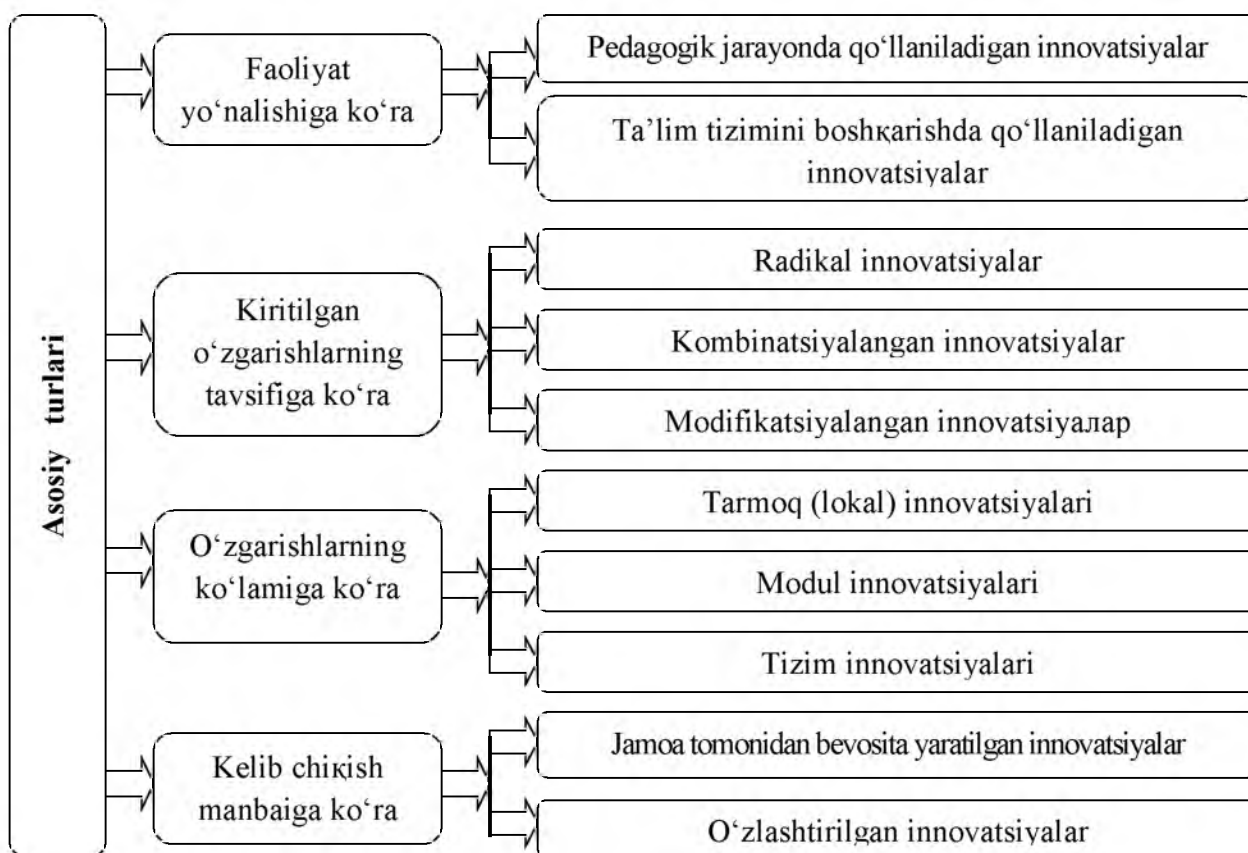 Asosiy turlari
Faoliyat
yo‘nalishiga ko‘ra
Pedagogik jarayonda qo‘llaniladigan innovatsiyalar
Ta’lim tizimini boshқarishda qo‘llaniladigan
innovatsiyalar
Kiritilgan
o‘zgarishlarning
tavsifiga ko‘ra
Radikal innovatsiyalar
Kombinatsiyalangan innovatsiyalar
Modifikatsiyalangan innovatsiyaлар
O‘zgarishlarning
ko‘lamiga ko‘ra
Tarmoq (lokal) innovatsiyalari
Modul innovatsiyalari
Tizim innovatsiyalari
Kelib chiқish
manbaiga ko‘ra
Jamoa tomonidan bevosita yaratilgan innovatsiyalar
O‘zlashtirilgan innovatsiyalar